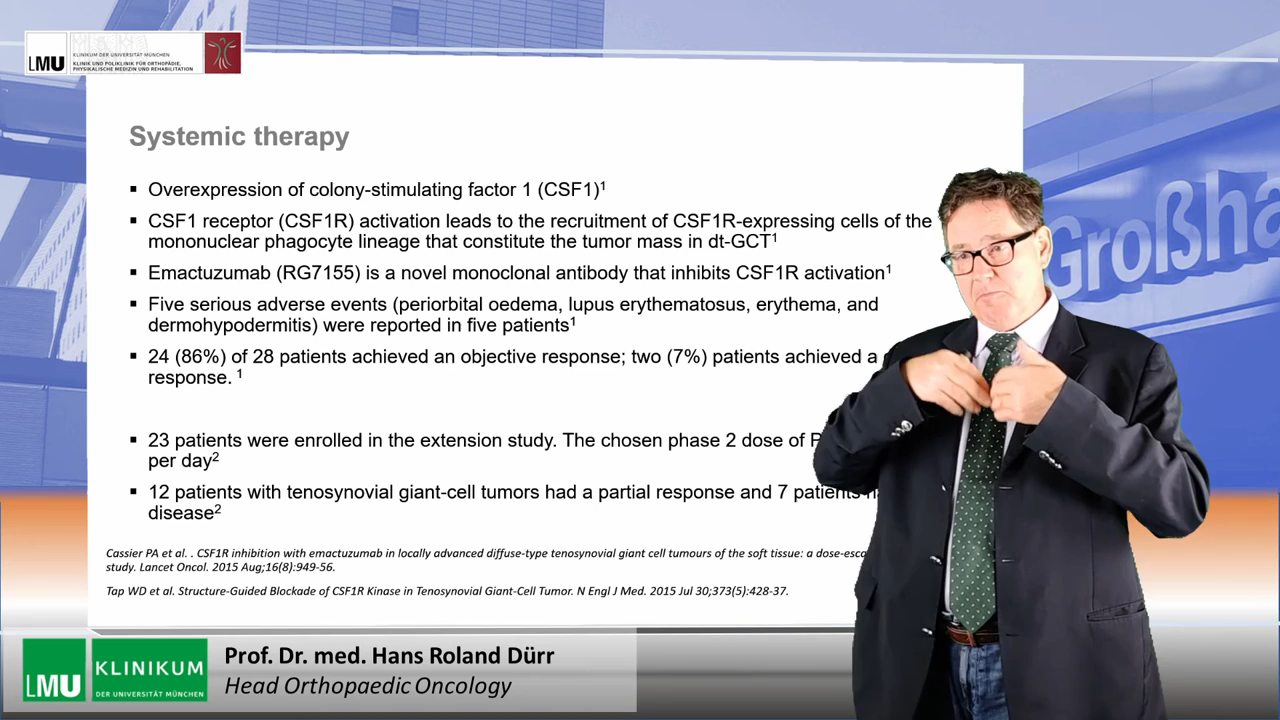 LMU
KLINIKUM DER UNIVERSITÄT MÜNCHEN
KLINIK UND POLIKLINIK FÜR ORTHOPÄDIE,
PHYSIKALISCHE MEDIZIN UND REHABILITATION
Großha
Systemic therapy
▪ Overexpression of colony-stimulating factor 1 (CSF1)¹
▪ CSF1 receptor (CSF1R) activation leads to the recruitment of CSF1R-expressing cells of the
mononuclear phagocyte lineage that constitute the tumor mass in dt-GCT¹
▪ Emactuzumab (RG7155) is a novel monoclonal antibody that inhibits CSF1R activation¹
▪ Five serious adverse events (periorbital oedema, lupus erythematosus, erythema, and
dermohypodermitis) were reported in five patients¹
▪ 24 (86%) of 28 patients achieved an objective response; two (7%) patients achieved a
response. ¹
▪ 23 patients were enrolled in the extension study. The chosen phase 2 dose of
per day²
▪ 12 patients with tenosynovial giant-cell tumors had a partial response and 7 patients
disease²
Cassier PA et al. . CSF1R inhibition with emactuzumab in locally advanced diffuse-type tenosynovial giant cell tumours of the soft tissue: a
study. Lancet Oncol. 2015 Aug;16(8):949-56.
Tap WD et al. Structure-Guided Blockade of CSF1R Kinase in Tenosynovial Giant-Cell Tumor. N Engl J Med. 2015 Jul 30;373(5):428-37.
LMU
KLINIKUM
DER UNIVERSITÄT MÜNCHEN
Prof. Dr. med. Hans Roland Dürr
Head Orthopaedic Oncology